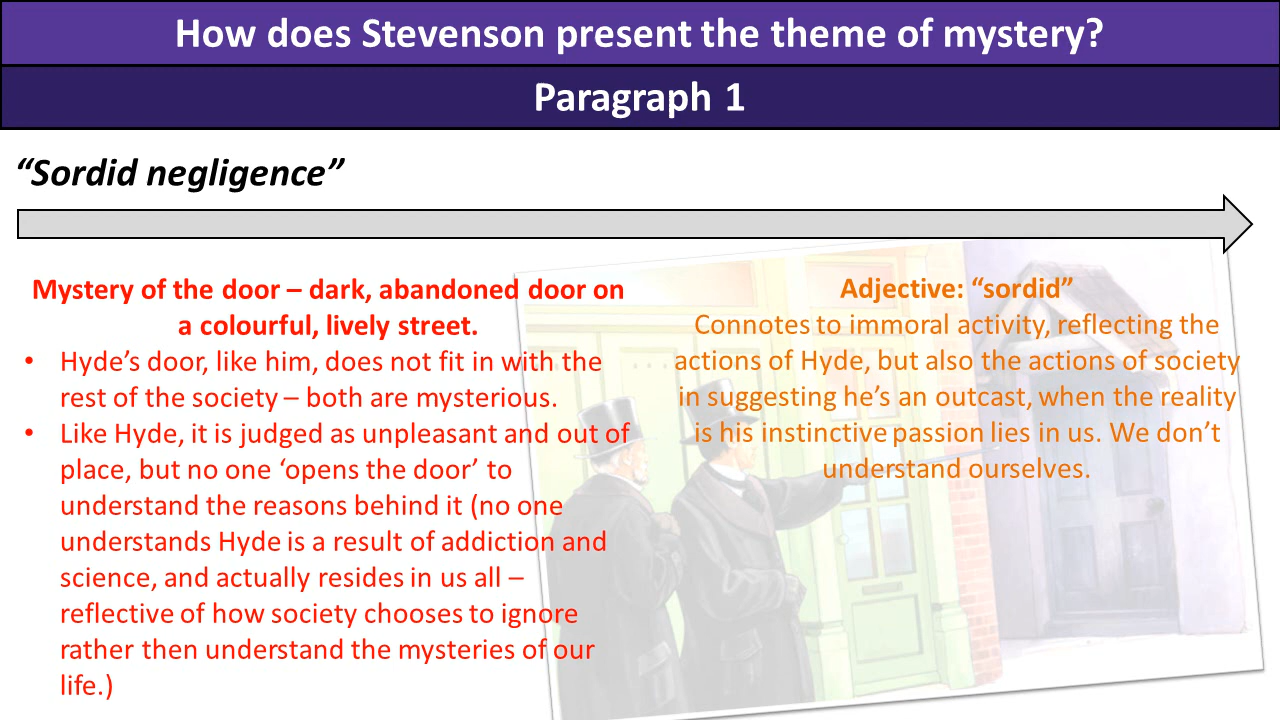 How does Stevenson present the theme of mystery?
Paragraph 1
“Sordid negligence”
Mystery of the door – dark, abandoned door on
a colourful, lively street.
• Hyde’s door, like him, does not fit in with the
rest of the society – both are mysterious.
• Like Hyde, it is judged as unpleasant and out of
place, but no one ‘opens the door’ to
understand the reasons behind it (no one
understands Hyde is a result of addiction and
science, and actually resides in us all –
reflective of how society chooses to ignore
rather then understand the mysteries of our
life.)
Adjective: “sordid”
Connotes to immoral activity, reflecting the
actions of Hyde, but also the actions of society
in suggesting he’s an outcast, when the reality
is his instinctive passion lies in us. We don’t
understand ourselves.